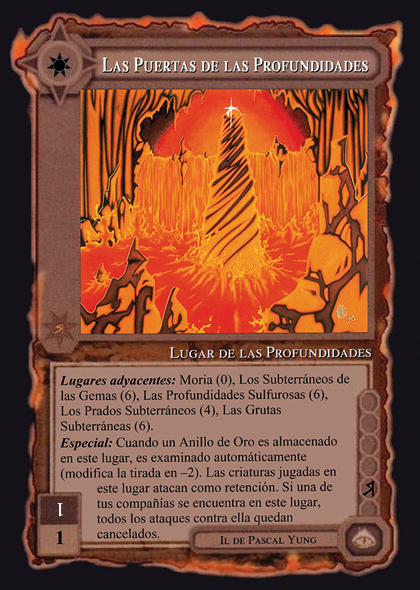 Las Puertas de las Profundidades
Lugar de las Profundidades
Lugares adyacentes: Moria (0), Los Subterráneos de
las Gemas (6), Las Profundidades Sulfurosas (6),
Los Prados Subterráneos (4), Las Grutas
Subterráneas (6).
Especial: Cuando un Anillo de Oro es almacenado
en este lugar, es examinado automáticamente
(modifica la tirada en –2). Las criaturas jugadas en
este lugar atacan como retención. Si una de
tus compañías se encuentra en este lugar,
todos los ataques contra ella quedan
cancelados.
1
Il de Pascal Yung